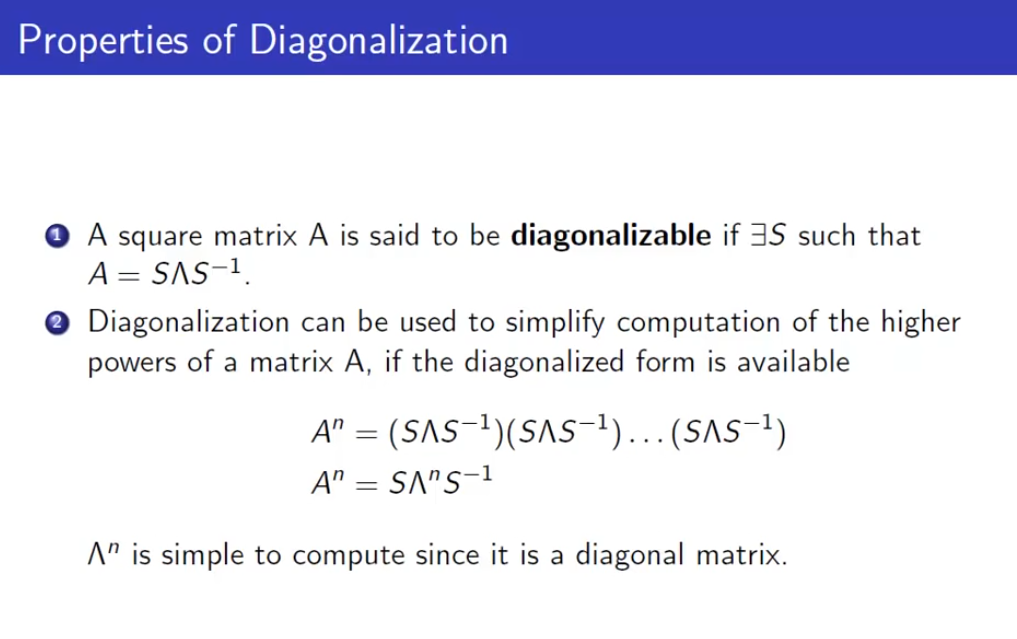 Properties of Diagonalization
1 A square matrix A is said to be diagonalizable if ∃S such that
A = SΛS⁻¹.
2 Diagonalization can be used to simplify computation of the higher
powers of a matrix A, if the diagonalized form is available
Aⁿ = (SΛS⁻¹)(SΛS⁻¹)...(SΛS⁻¹)
Aⁿ = SΛⁿS⁻¹
Λⁿ is simple to compute since it is a diagonal matrix.